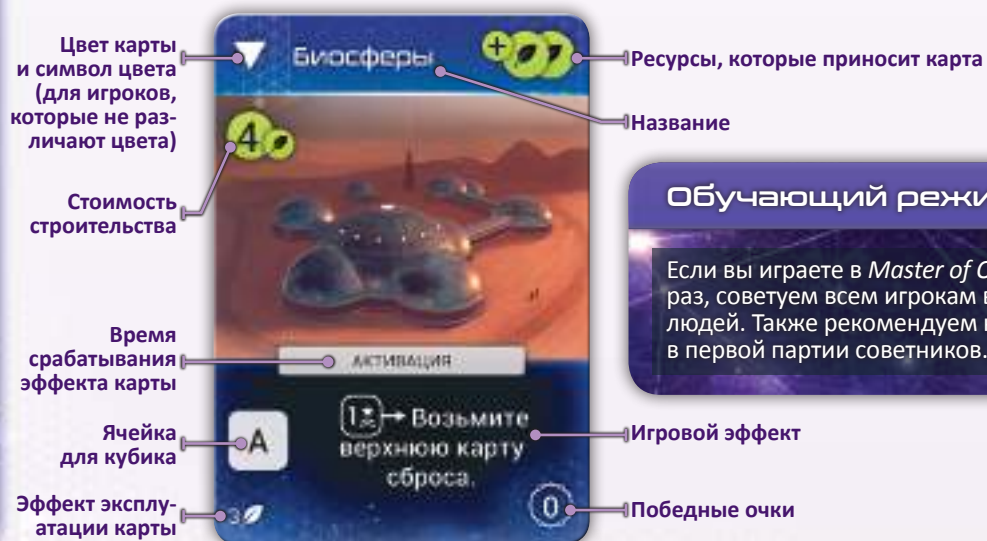 Цвет карты
и символ цвета
(для игроков,
которые не раз-
личают цвета)
Стоимость
строительства
Время
срабатывания
эффекта карты
Ячейка
для кубика
Эффект эксплу-
атации карты
Биосферы
+
4
АКТИВАЦИЯ
A
1 → Возьмите
верхнюю карту
сброса.
3
0
Ресурсы, которые приносит карта
Название
Игровой эффект
Победные очки
Обучающий режи
Если вы играете в Master of
раз, советуем всем игрокам
людей. Также рекомендуем
в первой партии советников.